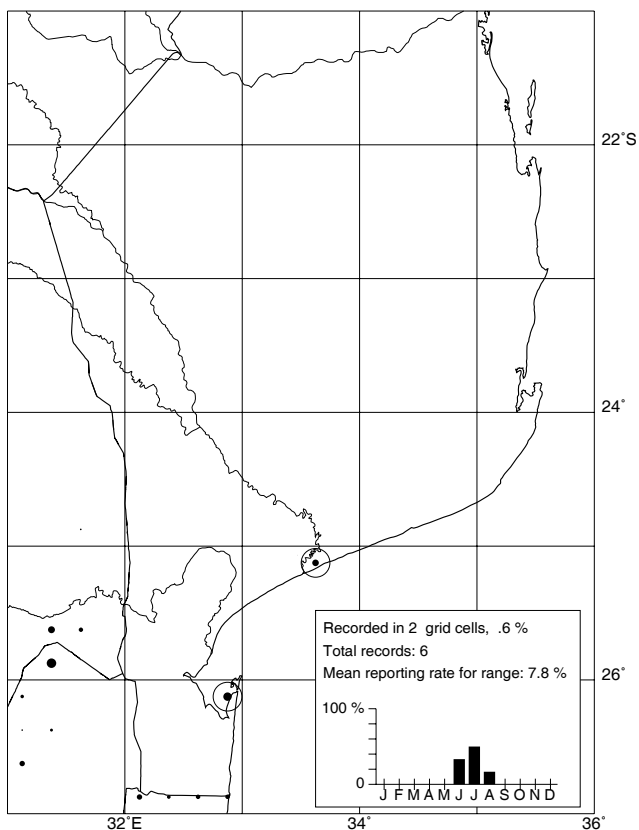 22˚S
24˚
Recorded in 2 grid cells, .6 %
Total records: 6
Mean reporting rate for range: 7.8 %
26˚
100 %
0
J F M A M J J A S O N D
32˚E
34˚
36˚